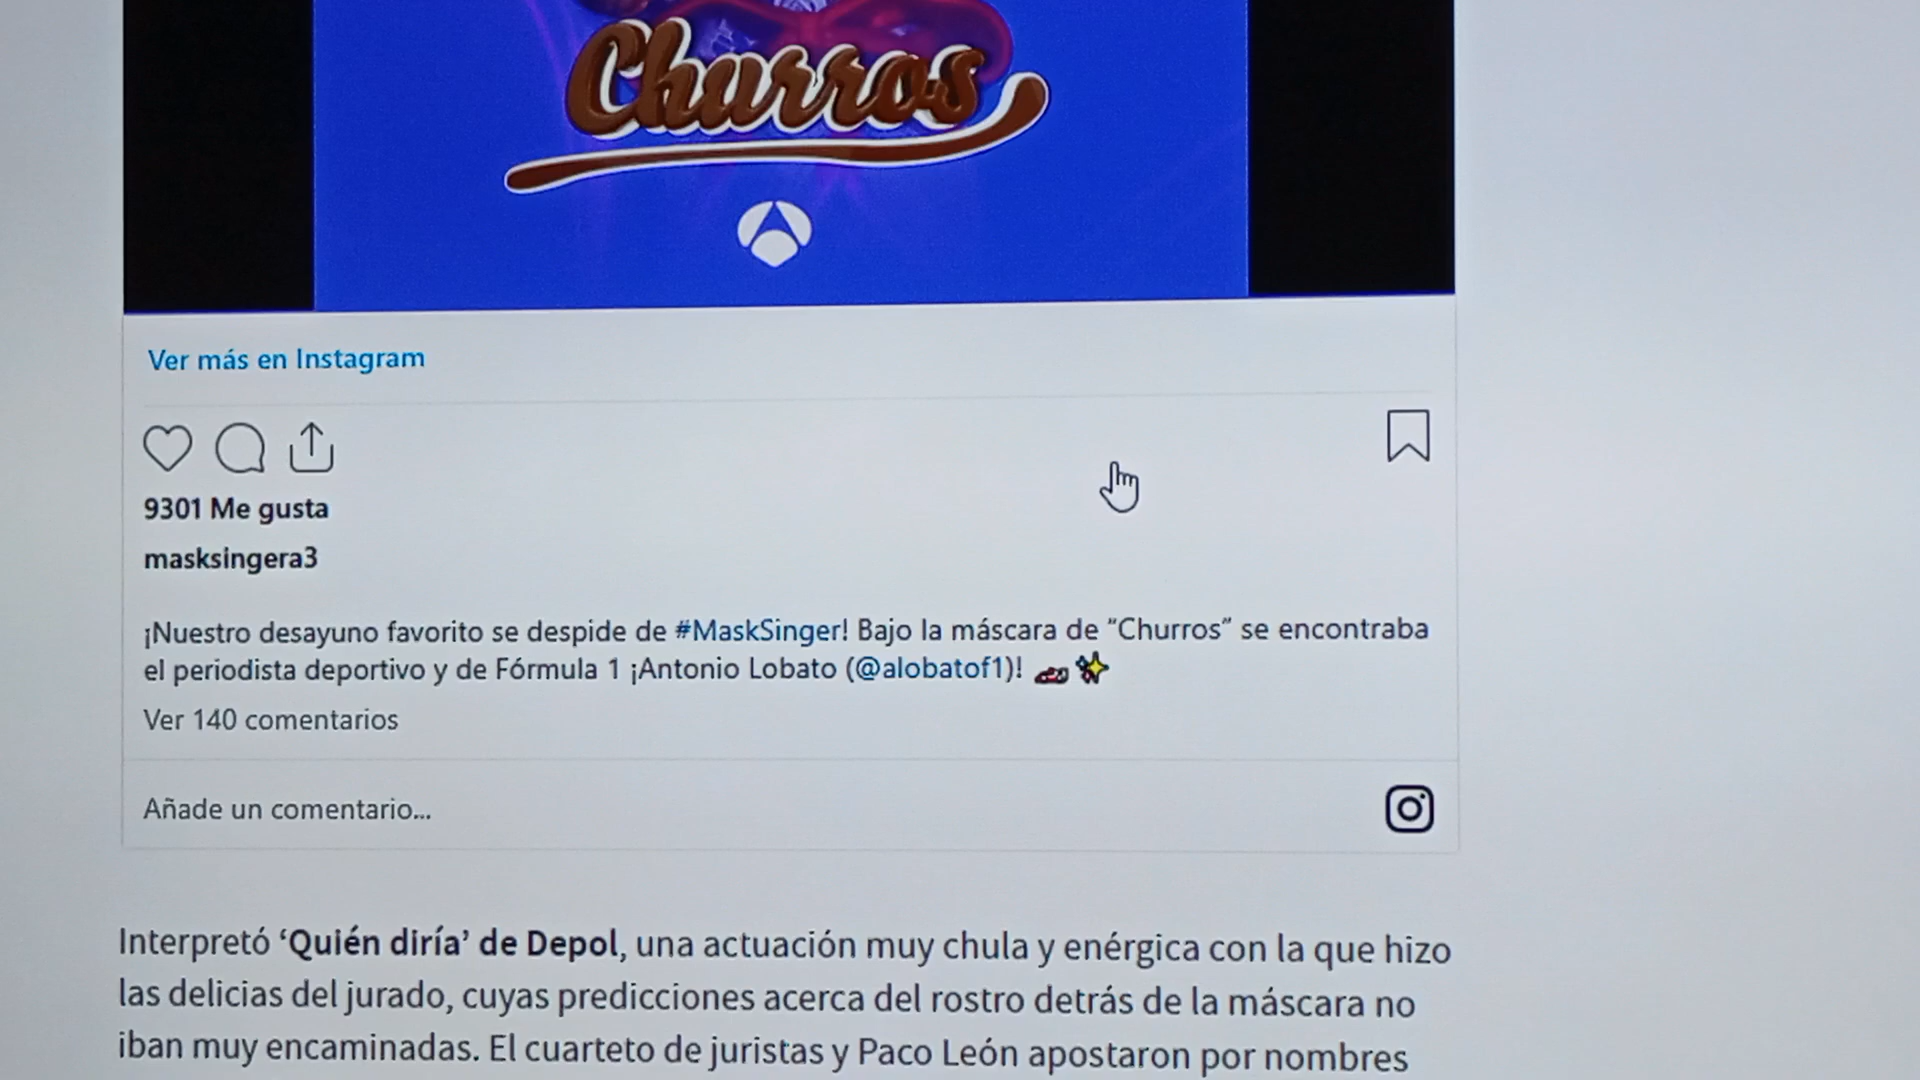 Churros
Ver más en Instagram
9301 Me gusta
masksingera3
¡Nuestro desayuno favorito se despide de #MaskSinger! Bajo la máscara de “Churros” se encontraba
el periodista deportivo y de Fórmula 1 ¡Antonio Lobato (@alobatof1)! 🏎️✨
Ver 140 comentarios
Añade un comentario...
Interpretó ‘Quién diría’ de Depol, una actuación muy chula y enérgica con la que hizo
las delicias del jurado, cuyas predicciones acerca del rostro detrás de la máscara no
iban muy encaminadas. El cuarteto de juristas y Paco León apostaron por nombres